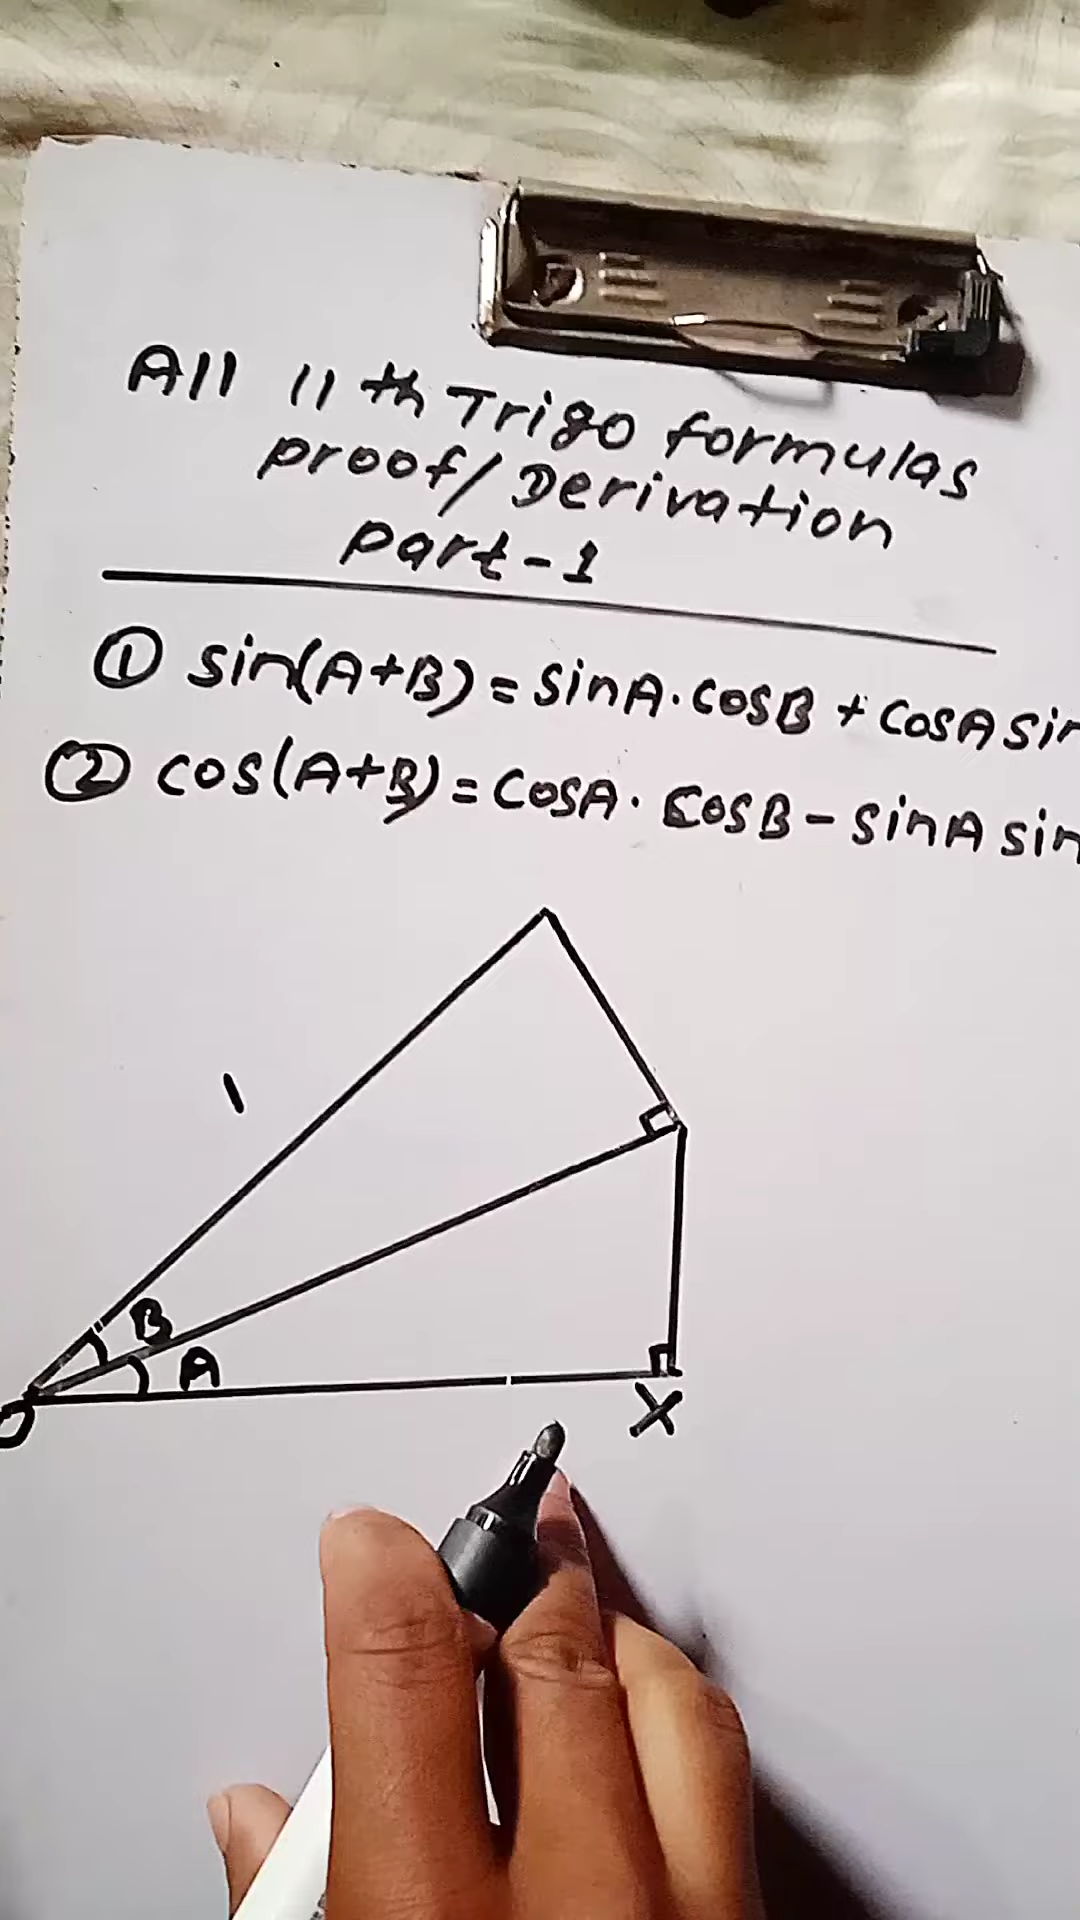 All 11th Trigo formulas
proof/Derivation
part-1
① sin(A+B)=sinA.cosB + cosA sin
② cos(A+B)=cosA. cosB - sinA sin
1
B
A
O
X